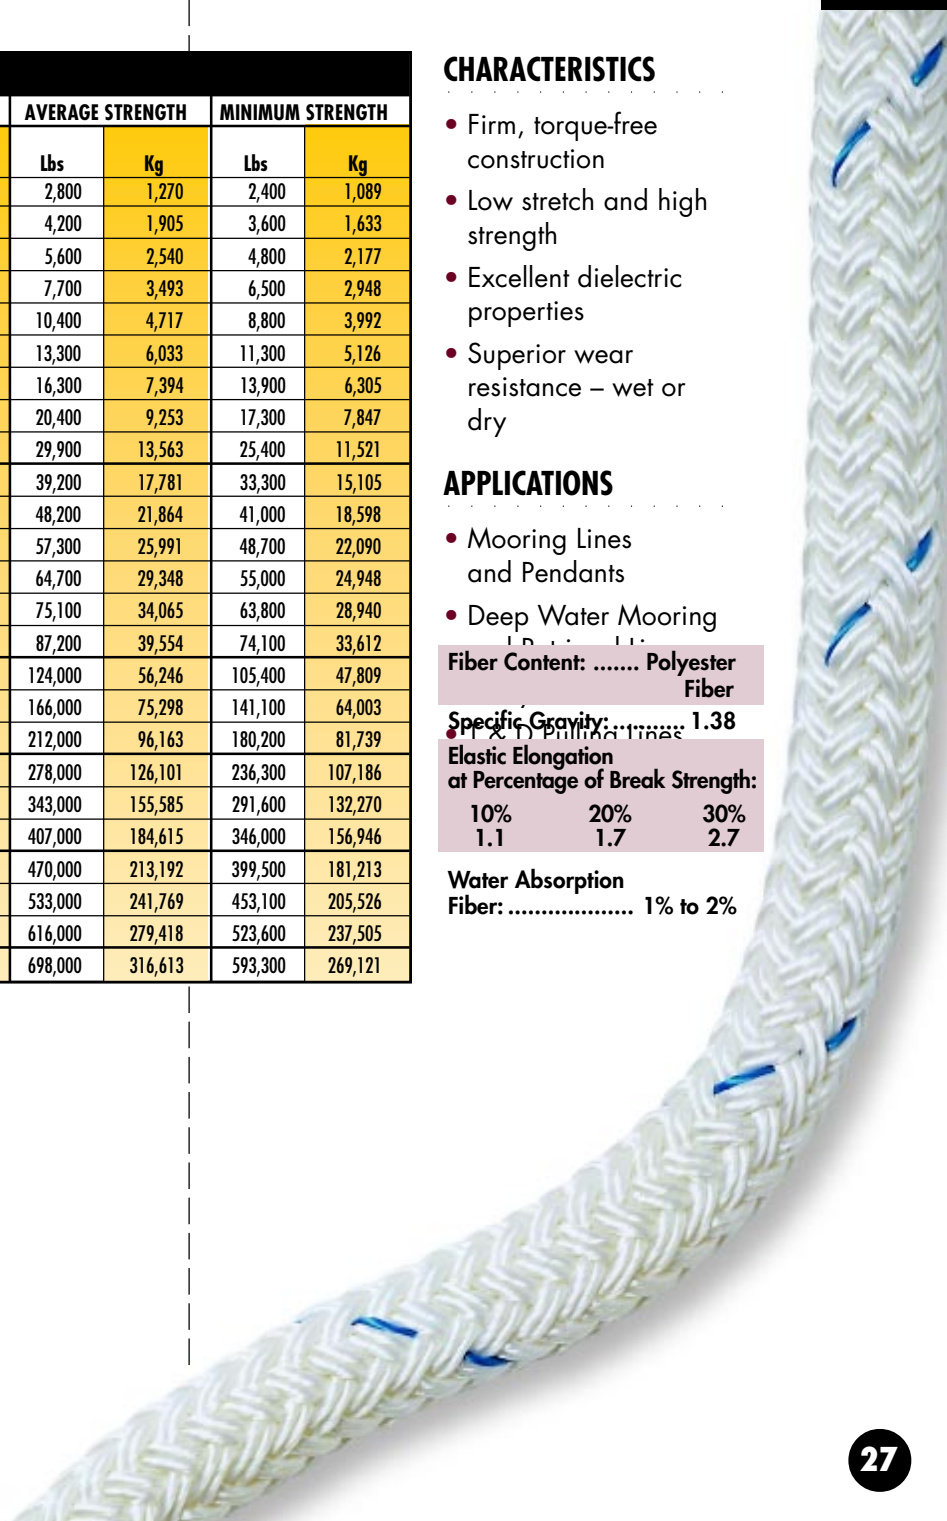 AVERAGE STRENGTH MINIMUM STRENGTH
Lbs Kg Lbs Kg
2,800 1,270 2,400 1,089
4,200 1,905 3,600 1,633
5,600 2,540 4,800 2,177
7,700 3,493 6,500 2,948
10,400 4,717 8,800 3,992
13,300 6,033 11,300 5,126
16,300 7,394 13,900 6,305
20,400 9,253 17,300 7,847
29,900 13,563 25,400 11,521
39,200 17,781 33,300 15,105
48,200 21,864 41,000 18,598
57,300 25,991 48,700 22,090
64,700 29,348 55,000 24,948
75,100 34,065 63,800 28,940
87,200 39,554 74,100 33,612
124,000 56,246 105,400 47,809
166,000 75,298 141,100 64,003
212,000 96,163 180,200 81,739
278,000 126,101 236,300 107,186
343,000 155,585 291,600 132,270
407,000 184,615 346,000 156,946
470,000 213,192 399,500 181,213
533,000 241,769 453,100 205,526
616,000 279,418 523,600 237,505
698,000 316,613 593,300 269,121
CHARACTERISTICS
• Firm, torque-free
construction
• Low stretch and high
strength
• Excellent dielectric
properties
• Superior wear
resistance – wet or
dry
APPLICATIONS
• Mooring Lines
and Pendants
• Deep Water Mooring
Fiber Content: ....... Polyester
Fiber
Specific Gravity: ........... 1.38
• T & D Pulling Lines
Elastic Elongation
at Percentage of Break Strength:
10% 20% 30%
1.1 1.7 2.7
Water Absorption
Fiber: ................... 1% to 2%
27